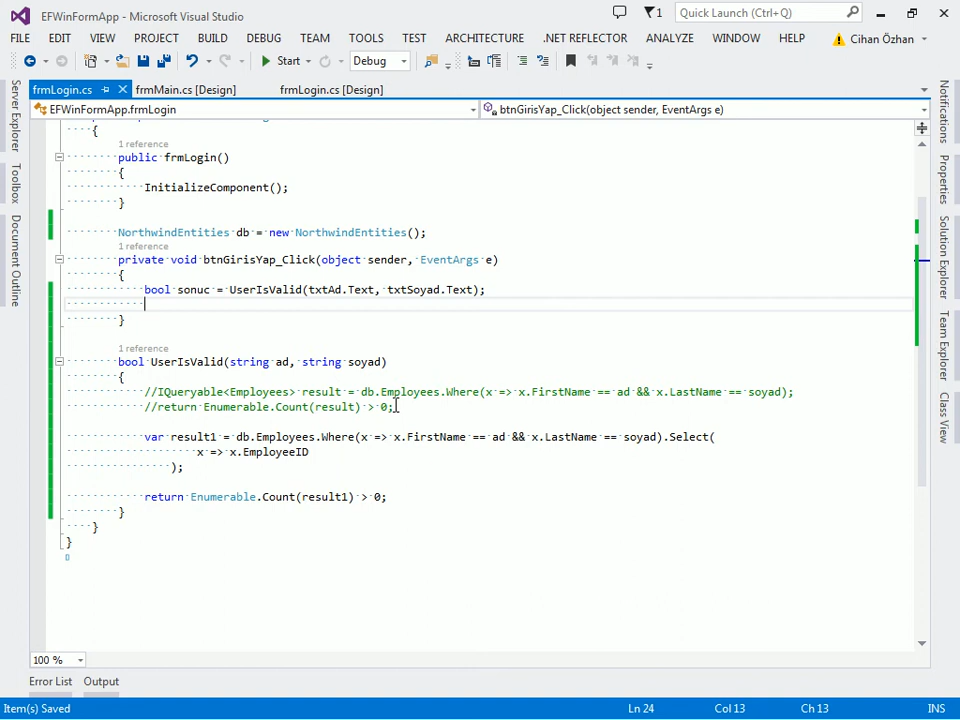 EFWinFormApp - Microsoft Visual Studio
1
Quick Launch (Ctrl+Q)
FILE EDIT VIEW PROJECT BUILD DEBUG TEAM TOOLS TEST ARCHITECTURE .NET REFLECTOR ANALYZE WINDOW HELP Cihan Özhan
Start Debug
frmLogin.cs frmMain.cs [Design] frmLogin.cs [Design]
EFWinFormApp.frmLogin btnGirisYap_Click(object sender, EventArgs e)
{
1 reference
public frmLogin()
{
InitializeComponent();
}
NorthwindEntities db = new NorthwindEntities();
1 reference
private void btnGirisYap_Click(object sender, EventArgs e)
{
bool sonuc = UserIsValid(txtAd.Text, txtSoyad.Text);
}
1 reference
bool UserIsValid(string ad, string soyad)
{
//IQueryable<Employees> result = db.Employees.Where(x => x.FirstName == ad && x.LastName == soyad);
//return Enumerable.Count(result) > 0;
var result1 = db.Employees.Where(x => x.FirstName == ad && x.LastName == soyad).Select(
x => x.EmployeeID
);
return Enumerable.Count(result1) > 0;
}
}
}
100 %
Error List Output
Item(s) Saved Ln 24 Col 13 Ch 13 INS
Server Explorer
Toolbox
Document Outline
Notifications
Properties
Solution Explorer
Team Explorer
Class View